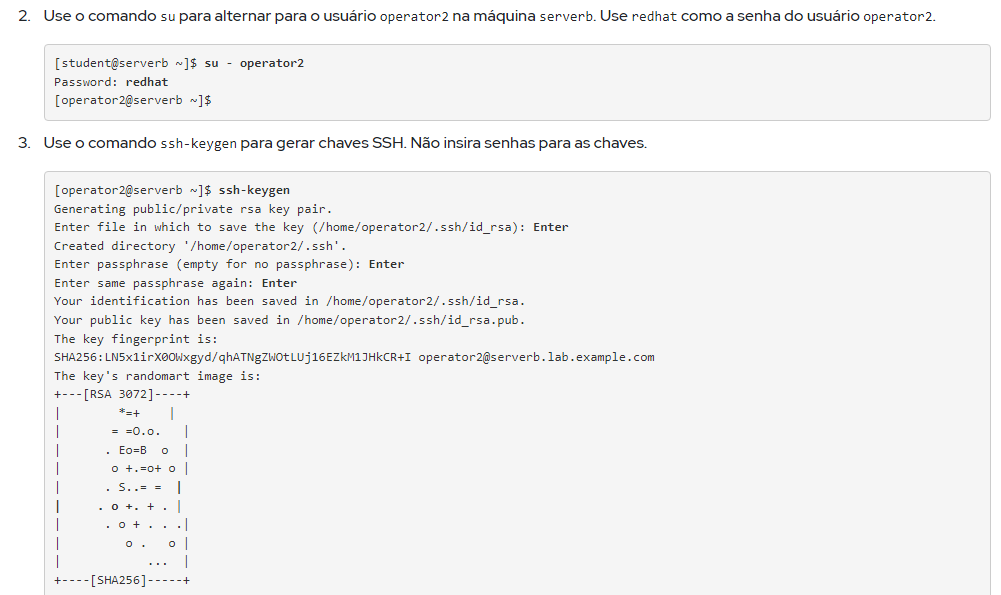 2. Use o comando su para alternar para o usuário operator2 na máquina serverb. Use redhat como a senha do usuário operator2.
[student@serverb ~]$ su - operator2
Password: redhat
[operator2@serverb ~]$
3. Use o comando ssh-keygen para gerar chaves SSH. Não insira senhas para as chaves.
[operator2@serverb ~]$ ssh-keygen
Generating public/private rsa key pair.
Enter file in which to save the key (/home/operator2/.ssh/id_rsa): Enter
Created directory '/home/operator2/.ssh'.
Enter passphrase (empty for no passphrase): Enter
Enter same passphrase again: Enter
Your identification has been saved in /home/operator2/.ssh/id_rsa.
Your public key has been saved in /home/operator2/.ssh/id_rsa.pub.
The key fingerprint is:
SHA256:LN5x1irX0OWxgyd/qhATNgZWOtLUj16EZkM1JHkCR+I operator2@serverb.lab.example.com
The key's randomart image is:
+---[RSA 3072]----+
|        *=+    |
|       = =O.o.   |
|      . Eo=B  o  |
|       o +.=o+ o |
|      . S..= =  |
|     . o +. + . |
|      . o + . . .|
|         o .   o |
|            ...  |
+----[SHA256]-----+